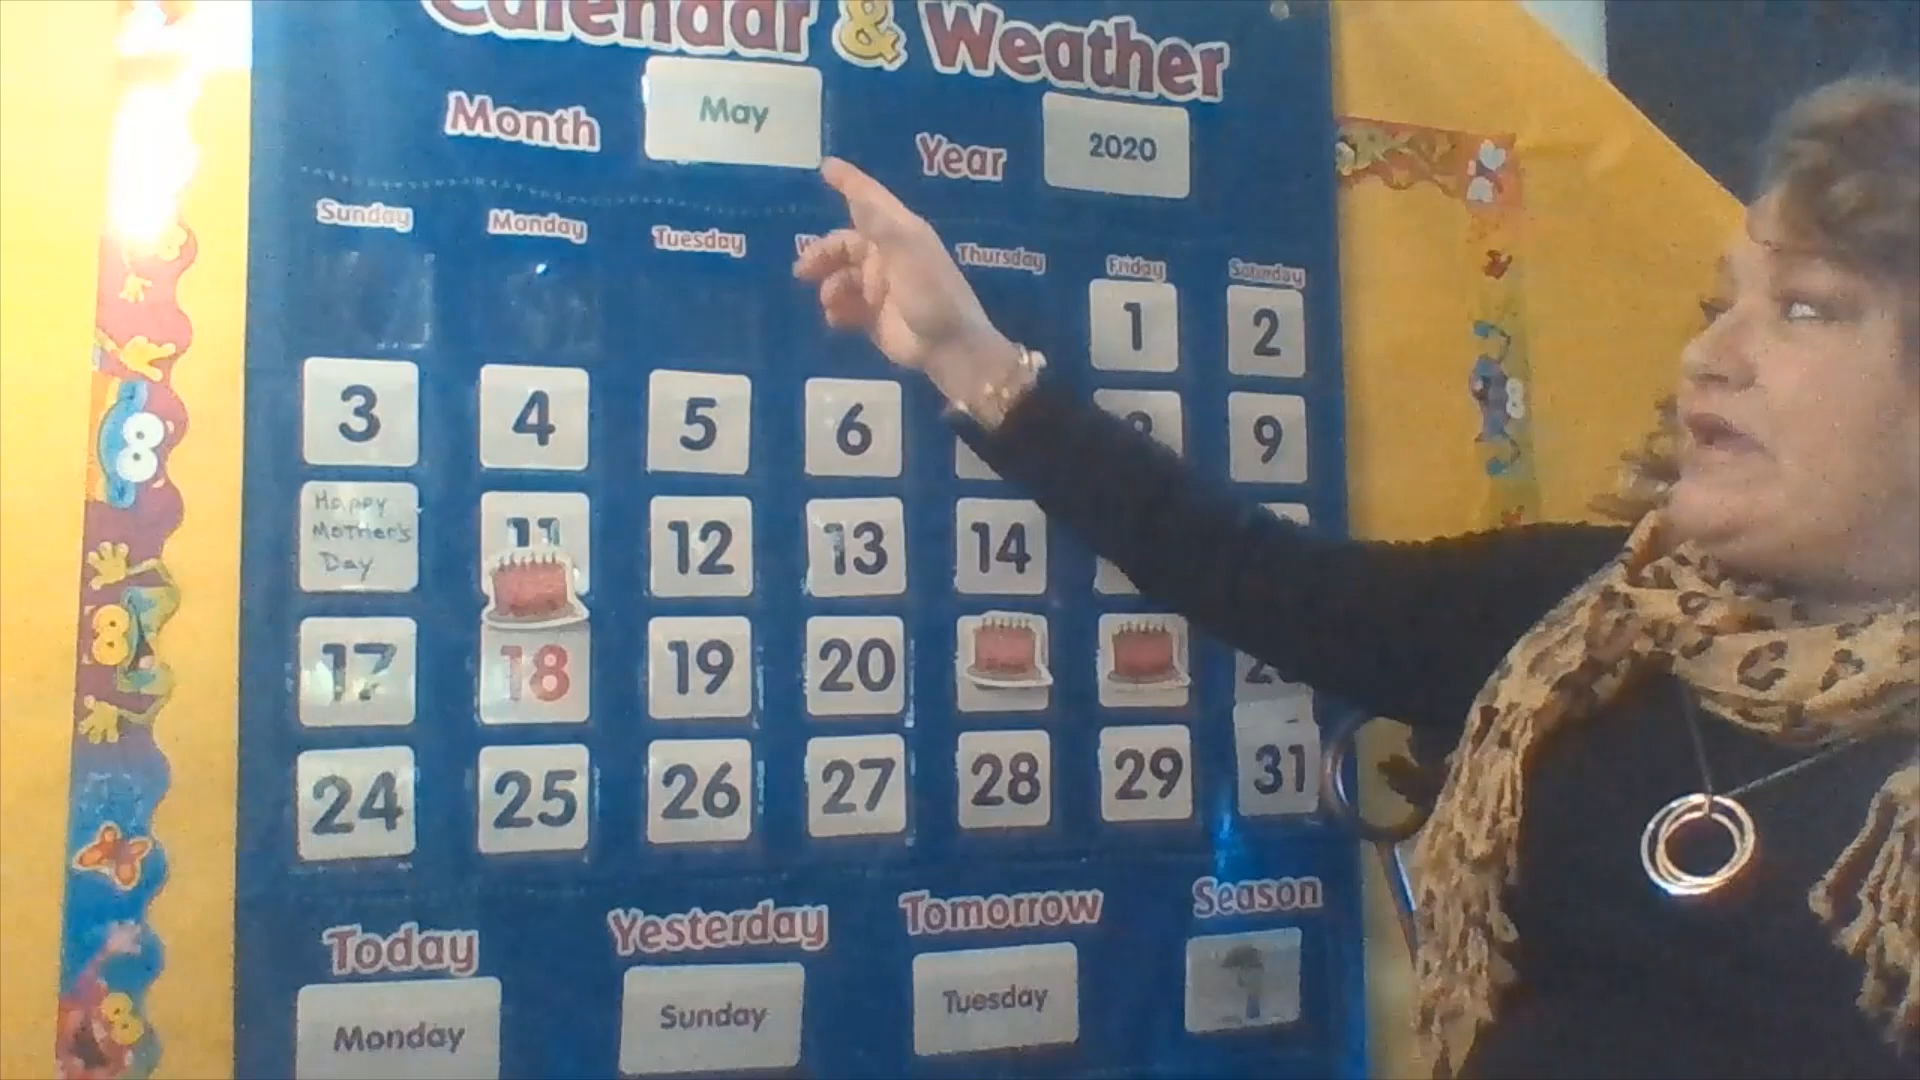 Calendar & Weather
Month May Year 2020
Sunday Monday Tuesday Thursday Friday Saturday
1 2
3 4 5 6 8 9
Happy Mother's Day 11 12 13 14
17 18 19 20
24 25 26 27 28 29 31
Today Yesterday Tomorrow Season
Monday Sunday Tuesday